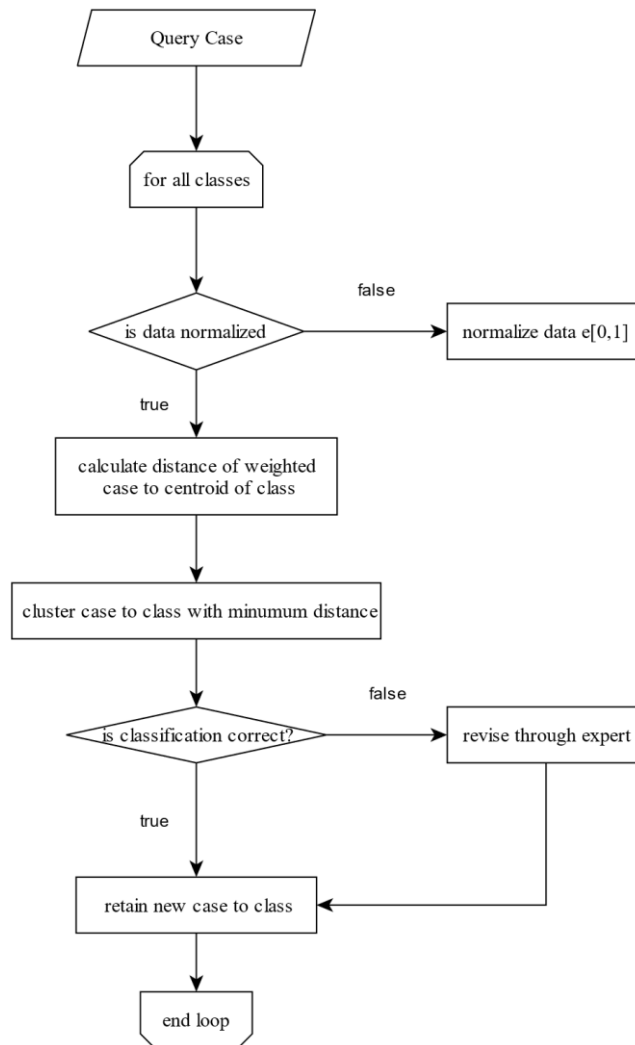 Query Case
for all classes
false
is data normalized
normalize data e[0,1]
true
calculate distance of weighted
case to centroid of class
cluster case to class with minumum distance
false
is classification correct?
revise through expert
true
retain new case to class
end loop